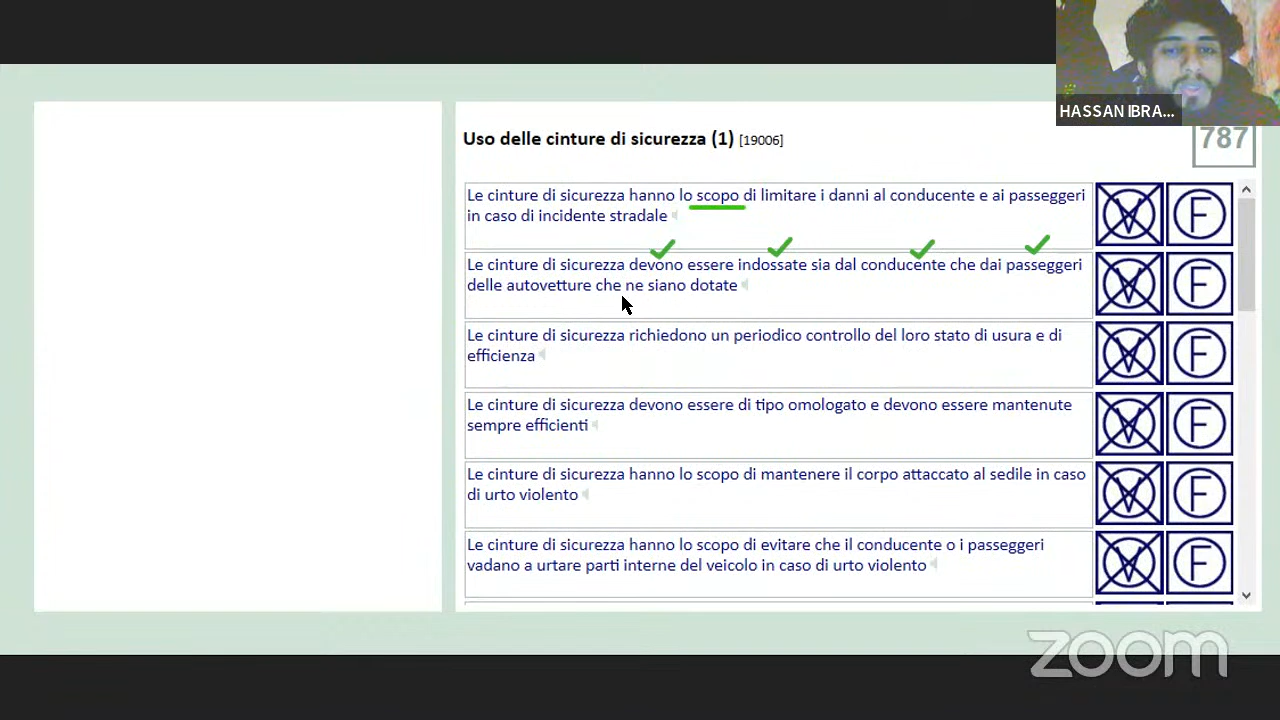 HASSAN IBRA...
Uso delle cinture di sicurezza (1) [19006]
787
Le cinture di sicurezza hanno lo scopo di limitare i danni al conducente e ai passeggeri
in caso di incidente stradale
V F
Le cinture di sicurezza devono essere indossate sia dal conducente che dai passeggeri
delle autovetture che ne siano dotate
V F
Le cinture di sicurezza richiedono un periodico controllo del loro stato di usura e di
efficienza
V F
Le cinture di sicurezza devono essere di tipo omologato e devono essere mantenute
sempre efficienti
V F
Le cinture di sicurezza hanno lo scopo di mantenere il corpo attaccato al sedile in caso
di urto violento
V F
Le cinture di sicurezza hanno lo scopo di evitare che il conducente o i passeggeri
vadano a urtare parti interne del veicolo in caso di urto violento
V F
zoom